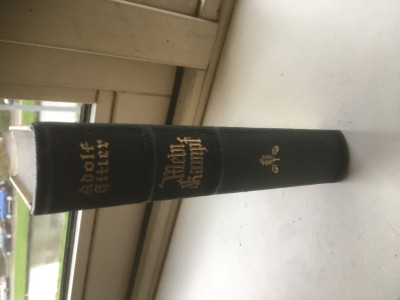 Adolf
Hitler
Mein
Kampf